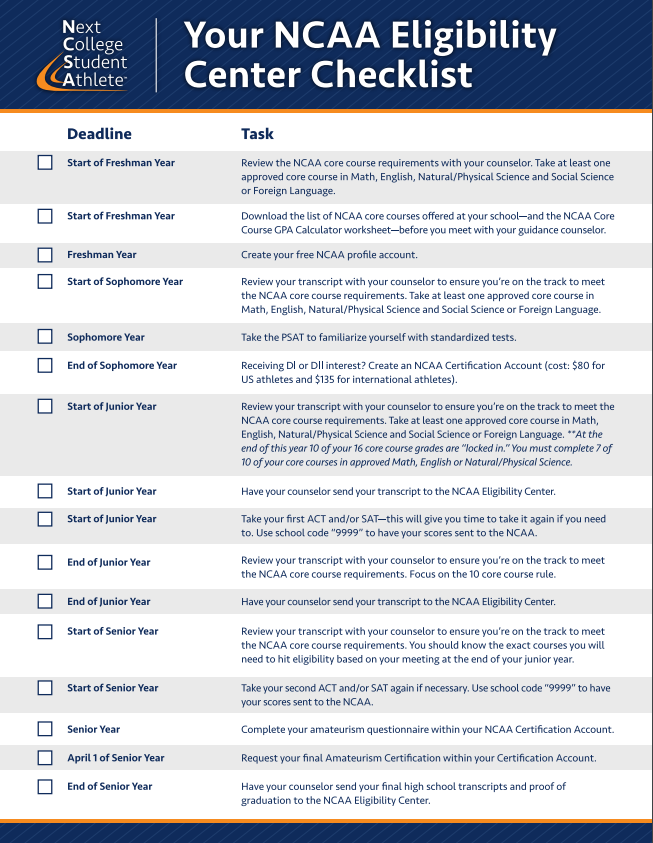 Next
College
Student
Athlete™
Your NCAA Eligibility
Center Checklist
Deadline
Task
Start of Freshman Year
Review the NCAA core course requirements with your counselor. Take at least one
approved core course in Math, English, Natural/Physical Science and Social Science
or Foreign Language.
Start of Freshman Year
Download the list of NCAA core courses offered at your school—and the NCAA Core
Course GPA Calculator worksheet—before you meet with your guidance counselor.
Freshman Year
Create your free NCAA profile account.
Start of Sophomore Year
Review your transcript with your counselor to ensure you’re on the track to meet
the NCAA core course requirements. Take at least one approved core course in
Math, English, Natural/Physical Science and Social Science or Foreign Language.
Sophomore Year
Take the PSAT to familiarize yourself with standardized tests.
End of Sophomore Year
Receiving DI or DII interest? Create an NCAA Certification Account (cost: $80 for
US athletes and $135 for international athletes).
Start of Junior Year
Review your transcript with your counselor to ensure you’re on the track to meet the
NCAA core course requirements. Take at least one approved core course in Math,
English, Natural/Physical Science and Social Science or Foreign Language. **At the
end of this year 10 of your 16 core course grades are “locked in.” You must complete 7 of
10 of your core courses in approved Math, English or Natural/Physical Science.
Start of Junior Year
Have your counselor send your transcript to the NCAA Eligibility Center.
Start of Junior Year
Take your first ACT and/or SAT—this will give you time to take it again if you need
to. Use school code “9999” to have your scores sent to the NCAA.
End of Junior Year
Review your transcript with your counselor to ensure you’re on the track to meet
the NCAA core course requirements. Focus on the 10 core course rule.
End of Junior Year
Have your counselor send your transcript to the NCAA Eligibility Center.
Start of Senior Year
Review your transcript with your counselor to ensure you’re on the track to meet
the NCAA core course requirements. You should know the exact courses you will
need to hit eligibility based on your meeting at the end of your junior year.
Start of Senior Year
Take your second ACT and/or SAT again if necessary. Use school code “9999” to have
your scores sent to the NCAA.
Senior Year
Complete your amateurism questionnaire within your NCAA Certification Account.
April 1 of Senior Year
Request your final Amateurism Certification within your Certification Account.
End of Senior Year
Have your counselor send your final high school transcripts and proof of
graduation to the NCAA Eligibility Center.